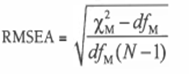 RMSEA = √((χ²_M − df_M) / (df_M (N − 1)))